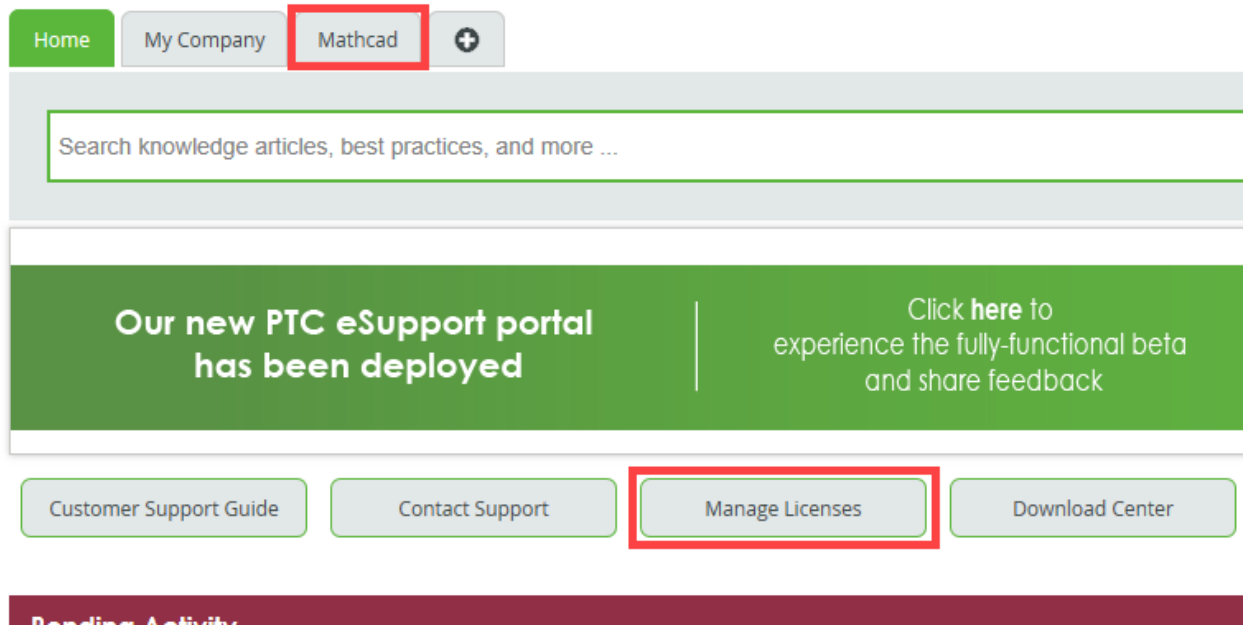 Home My Company Mathcad
Search knowledge articles, best practices, and more ...
Our new PTC eSupport portal
has been deployed
Click here to
experience the fully-functional beta
and share feedback
Customer Support Guide Contact Support Manage Licenses Download Center
Pending Activity